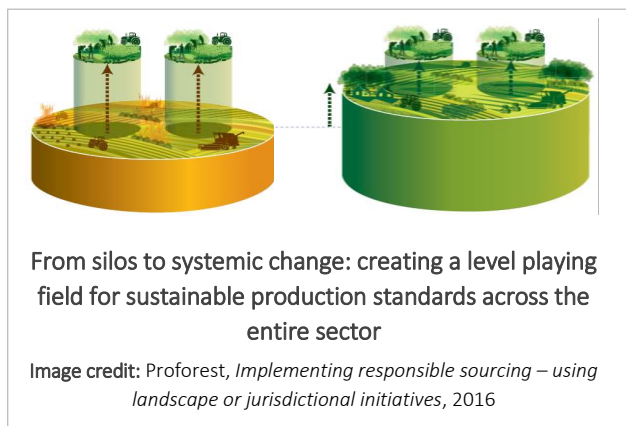 From silos to systemic change: creating a level playing
field for sustainable production standards across the
entire sector
Image credit: Proforest, Implementing responsible sourcing – using
landscape or jurisdictional initiatives, 2016